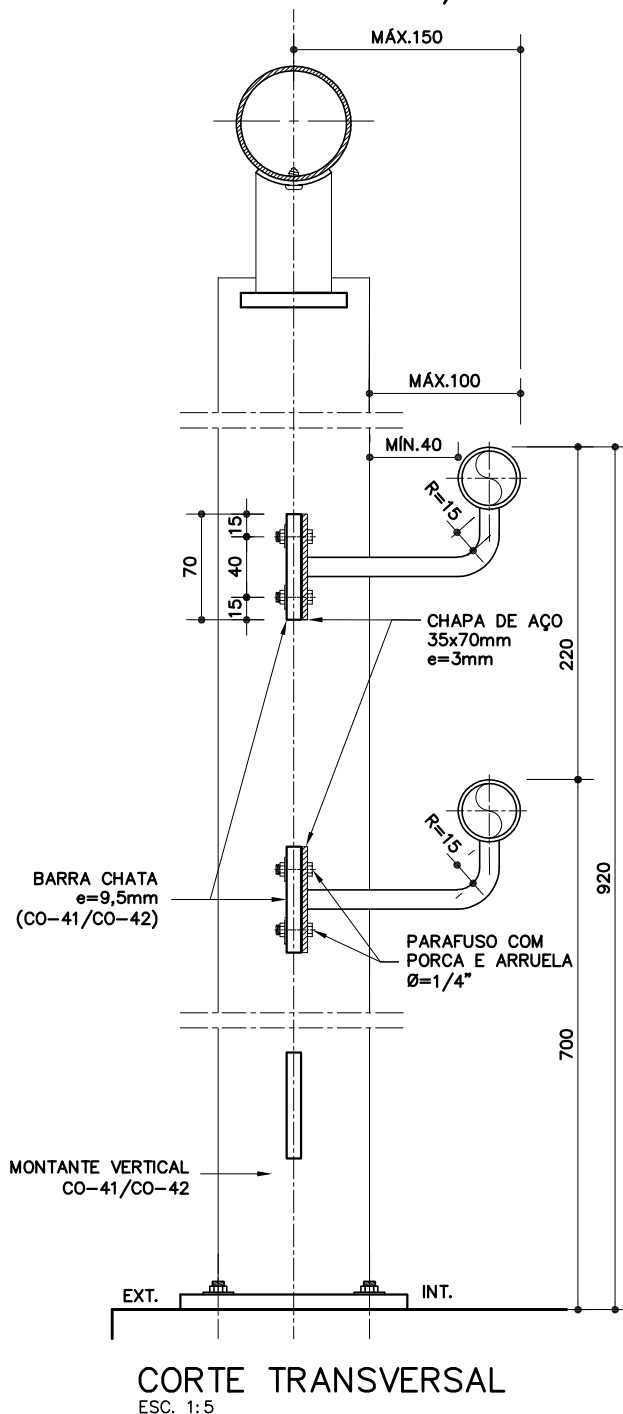 MÁX.150
MÁX.100
MÍN.40
R=15
15
40
15
70
CHAPA DE AÇO
35x70mm
e=3mm
220
R=15
BARRA CHATA
e=9,5mm
(CO-41/CO-42)
920
PARAFUSO COM
PORCA E ARRUELA
Ø=1/4"
700
MONTANTE VERTICAL
CO-41/CO-42
EXT.
INT.
CORTE TRANSVERSAL
ESC. 1:5